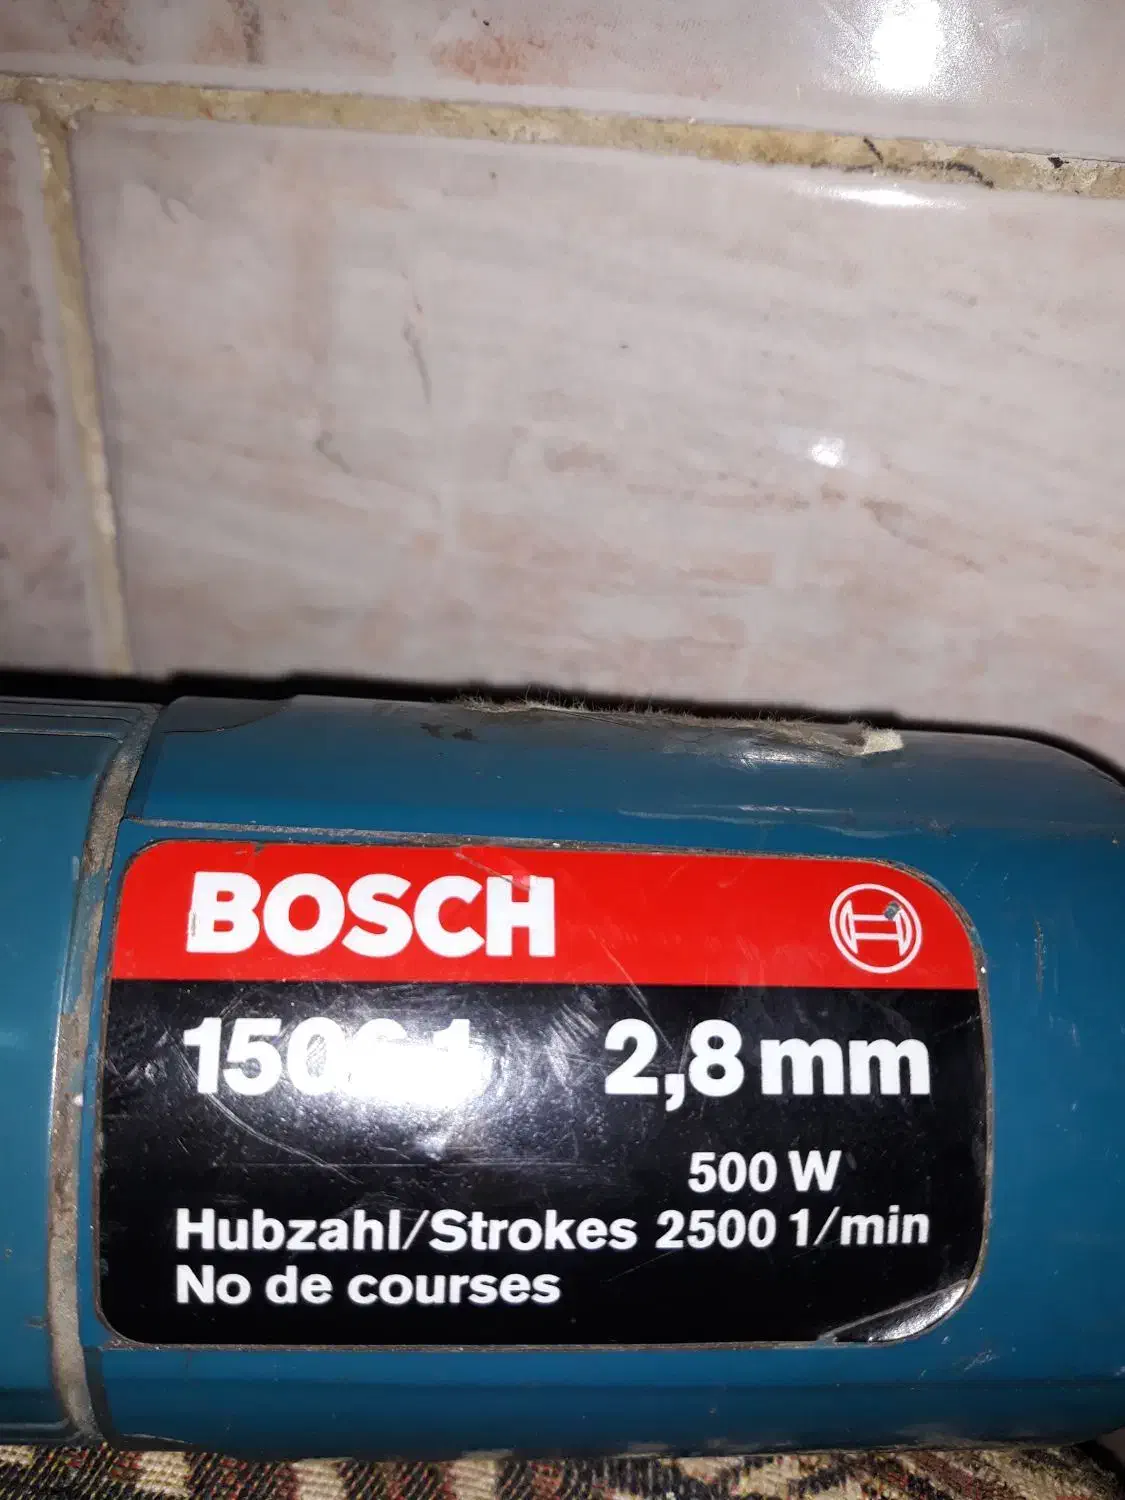 BOSCH
2,8 mm
500 W
Hubzahl/Strokes 2500 1/min
No de courses